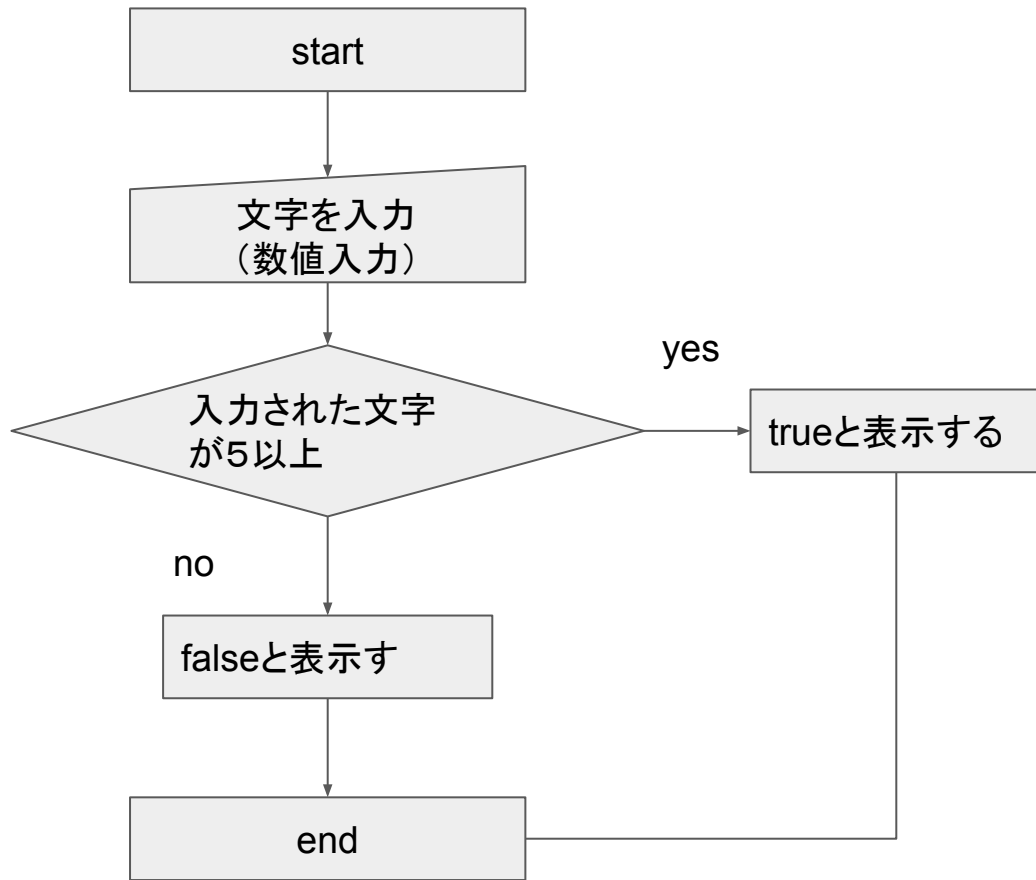 start
文字を入力
（数値入力）
入力された文字
が５以上
yes
trueと表示する
no
falseと表示す
end